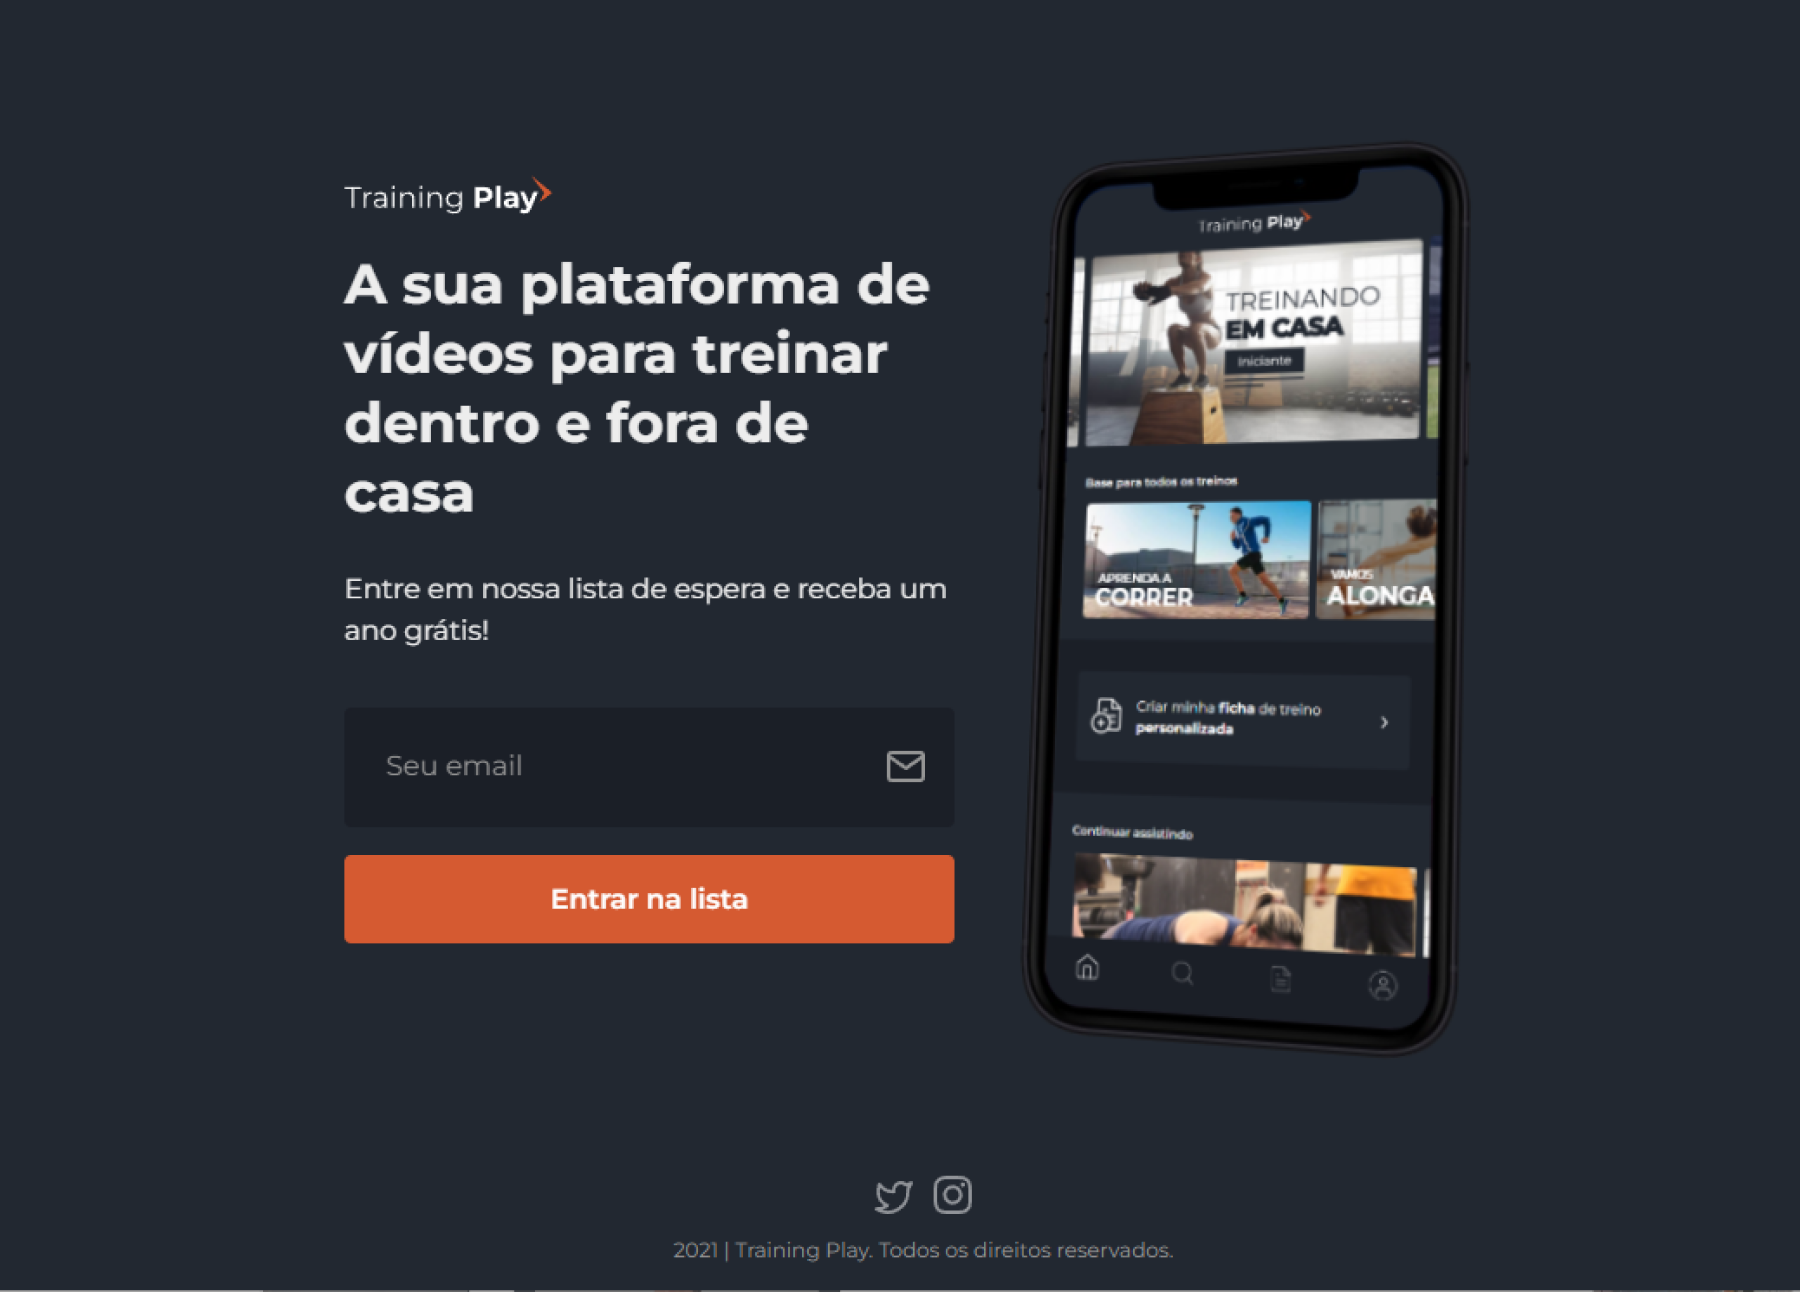 Training Play
A sua plataforma de
vídeos para treinar
dentro e fora de
casa
Entre em nossa lista de espera e receba um
ano grátis!
Seu email
Entrar na lista
Training Play
TREINANDO
EM CASA
Iniciante
Base para todos os treinos
APRENDA A
CORRER
VAMOS
ALONGA
Criar minha ficha de treino
personalizada
Continuar assistindo
2021 | Training Play. Todos os direitos reservados.